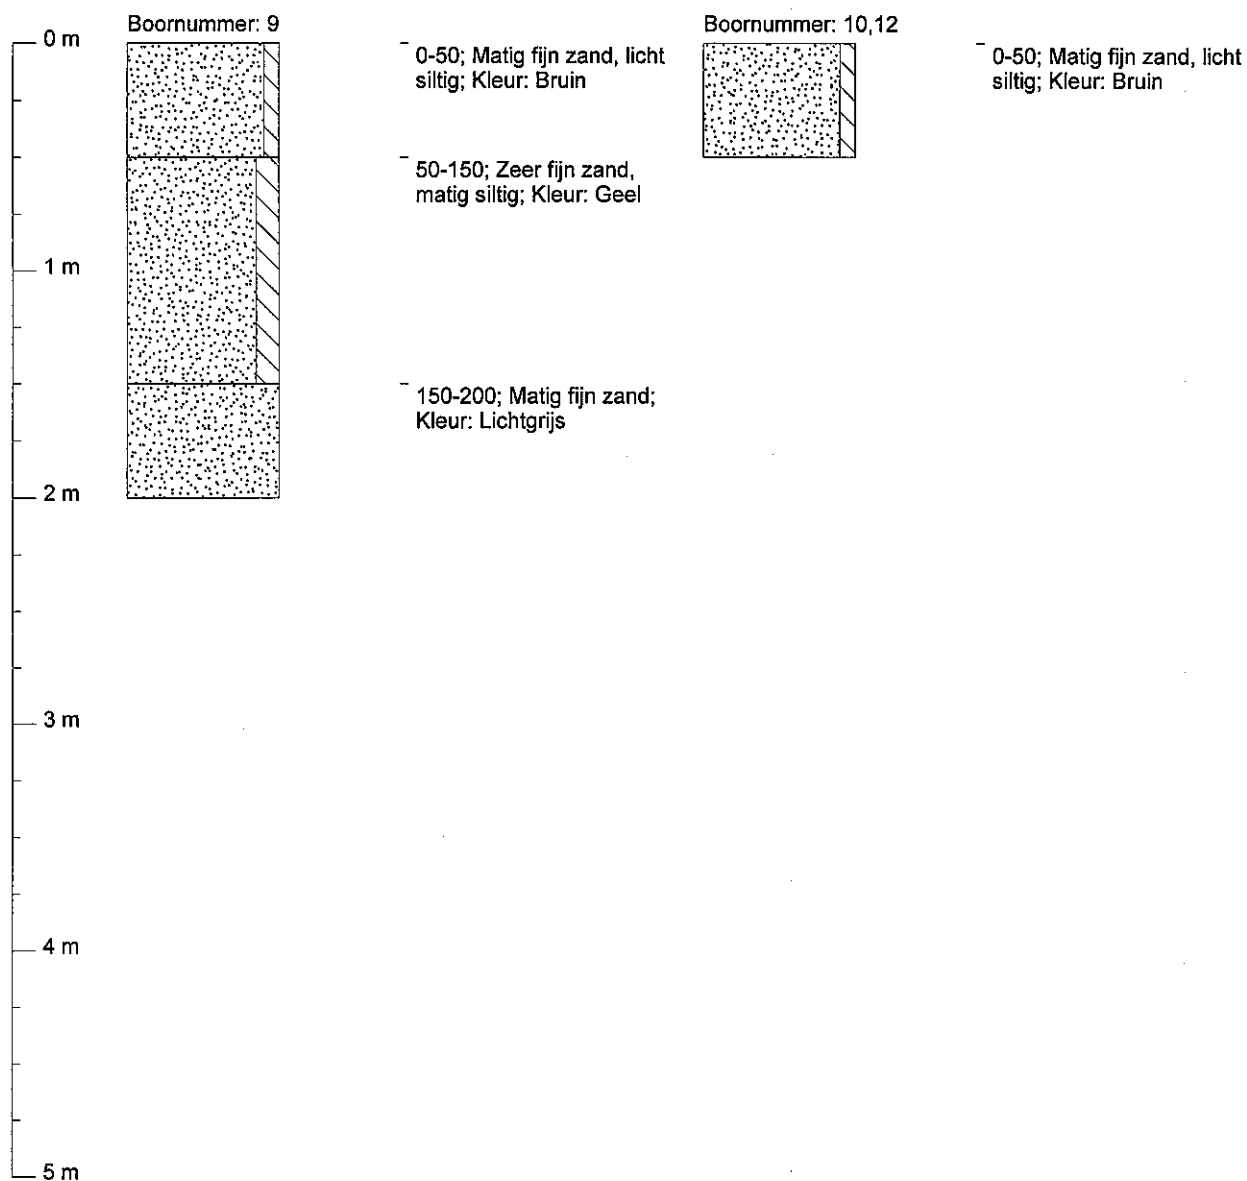 Boornummer: 9
Boornummer: 10,12
0 m
0-50; Matig fijn zand, licht
siltig; Kleur: Bruin
0-50; Matig fijn zand, licht
siltig; Kleur: Bruin
50-150; Zeer fijn zand,
matig siltig; Kleur: Geel
1 m
150-200; Matig fijn zand;
Kleur: Lichtgrijs
2 m
3 m
4 m
5 m